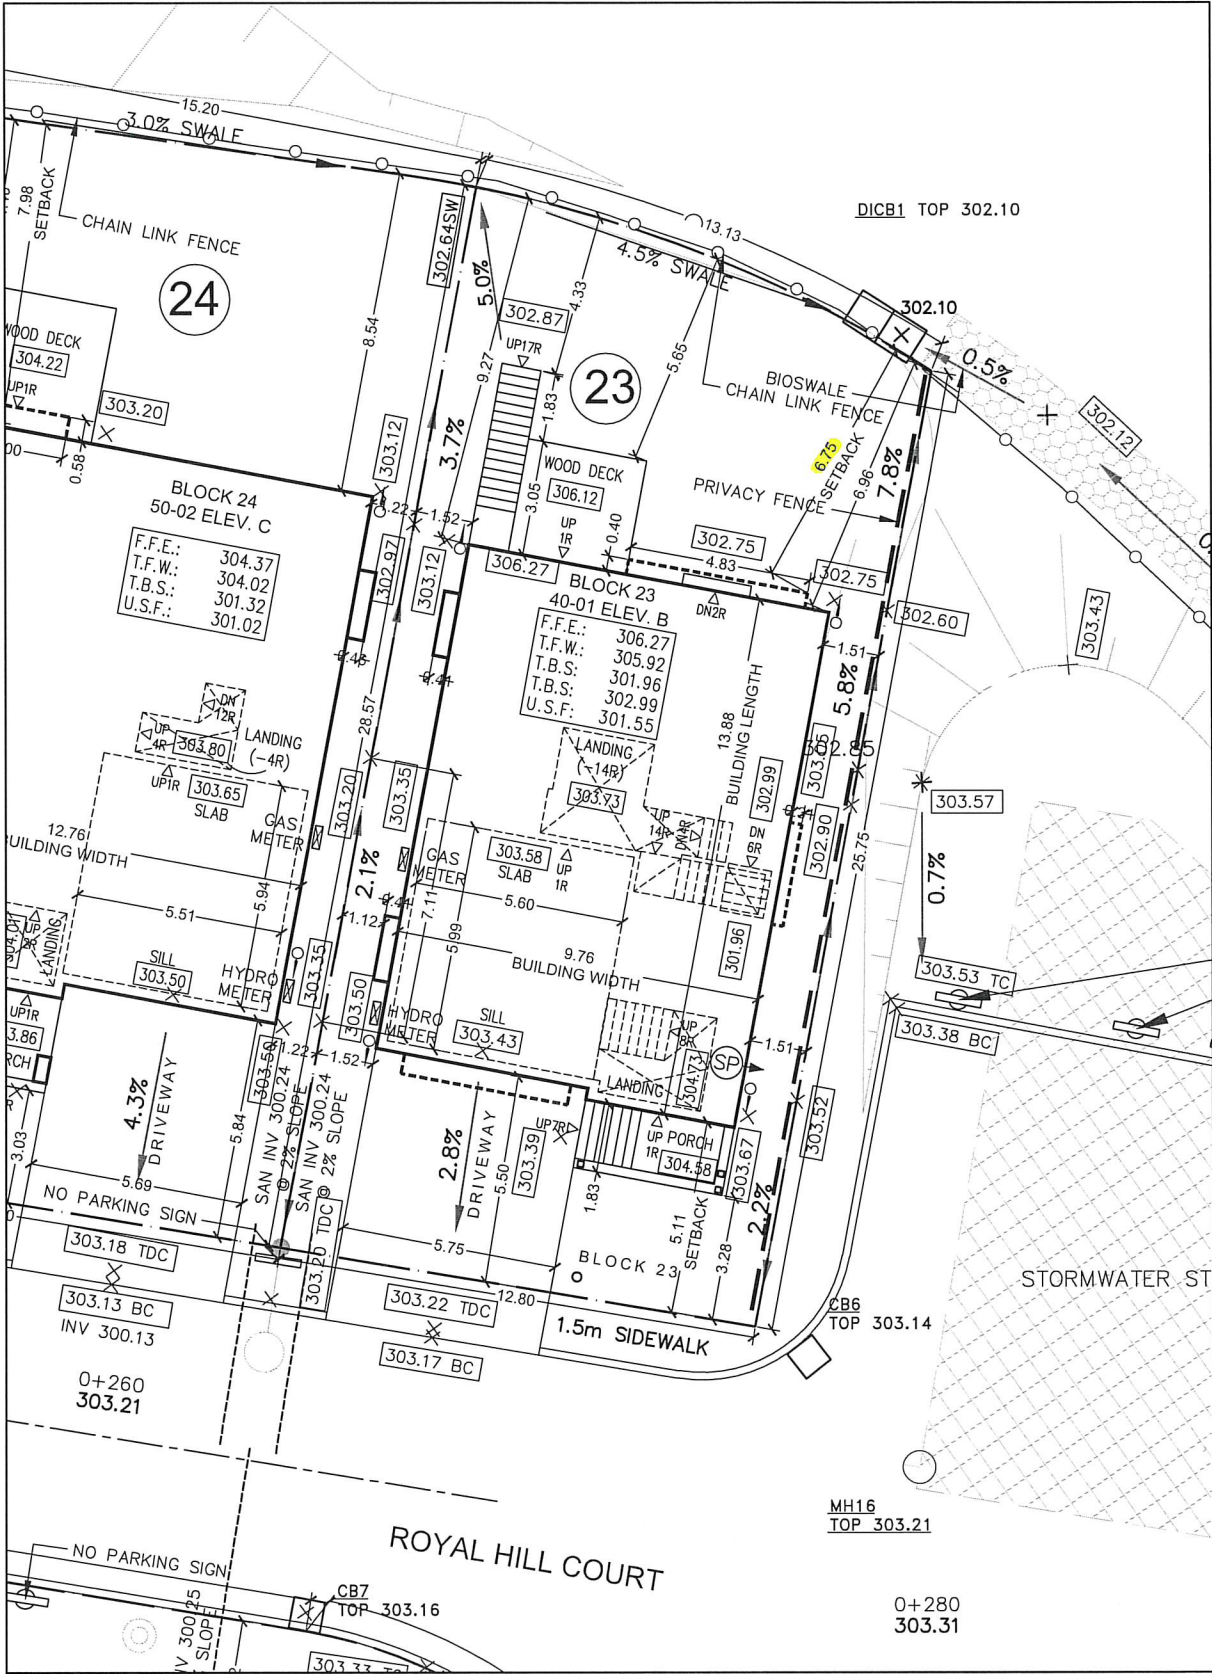 15.20
3.0% SWALE
7.98
SETBACK
CHAIN LINK FENCE
24
302.64SW
5.0%
13.13
4.5% SWALE
DICB1 TOP 302.10
302.10
0.5%
302.12
WOOD DECK
304.22
UP1R
303.20
0.58
8.54
9.27
302.87
UP17R
4.33
23
5.65
1.83
BIOSWALE
CHAIN LINK FENCE
6.75
SETBACK
6.96
7.8%
PRIVACY FENCE
3.7%
303.12
WOOD DECK
306.12
UP
1R
3.05
0.40
302.75
4.83
302.75
302.60
303.43
BLOCK 24
50-02 ELEV. C
F.F.E.: 304.37
T.F.W.: 304.02
T.B.S.: 301.32
U.S.F.: 301.02
1.22
1.52
302.97
303.12
306.27
BLOCK 23
40-01 ELEV. B
F.F.E.: 306.27
T.F.W.: 305.92
T.B.S: 301.96
T.B.S: 302.99
U.S.F: 301.55
DN2R
1.51
5.8%
28.57
13.88
BUILDING LENGTH
302.85
DN
12R
UP
4R
303.80
LANDING
(-4R)
UP1R
303.65
SLAB
GAS
METER
303.20
303.35
LANDING
(-14R)
303.73
302.99
UP
14R
DN4R
DN
6R
302.90
25.75
303.57
0.7%
12.76
BUILDING WIDTH
5.51
5.94
2.1%
1.12
GAS
METER
7.11
5.99
303.58
SLAB
UP
1R
5.60
9.76
BUILDING WIDTH
301.96
LANDING
SILL
303.50
HYDRO
METER
303.35
303.50
HYDRO
METER
SILL
303.43
UP
8R
304.73
LANDING
SP
1.51
303.53 TC
303.38 BC
303.52
UP1R
4.3%
DRIVEWAY
303.50
1.22
1.52
5.84
3.03
5.69
SAN INV 300.24
@ 2% SLOPE
SAN INV 300.24
@ 2% SLOPE
2.8%
DRIVEWAY
5.50
303.39
UP7R
UP
1R
PORCH
304.58
303.67
1.83
5.11
SETBACK
3.28
2.2%
NO PARKING SIGN
303.18 TDC
303.13 BC
INV 300.13
303.20 TDC
5.75
BLOCK 23
303.22 TDC
12.80
303.17 BC
1.5m SIDEWALK
CB6
TOP 303.14
STORMWATER ST
0+260
303.21
MH16
TOP 303.21
ROYAL HILL COURT
NO PARKING SIGN
CB7
TOP 303.16
0+280
303.31